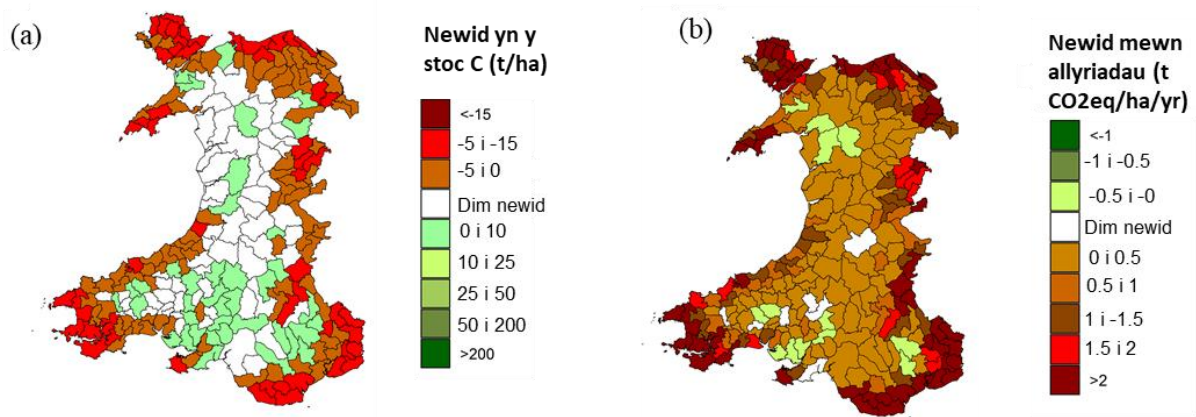 (a)
Newid yn y
stoc C (t/ha)
<-15
-5 i -15
-5 i 0
Dim newid
0 i 10
10 i 25
25 i 50
50 i 200
>200
(b)
Newid mewn
allyriadau (t
CO2eq/ha/yr)
<-1
-1 i -0.5
-0.5 i -0
Dim newid
0 i 0.5
0.5 i 1
1 i -1.5
1.5 i 2
>2